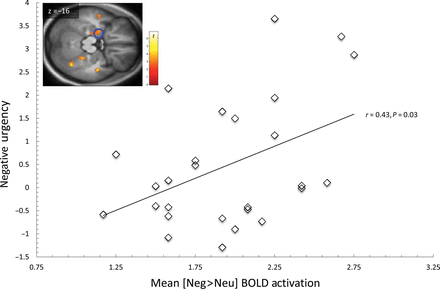 z = −16
4
3.5
3
2.5
2
1.5
1
0.5
0
−0.5
−1
−1.5
Negative urgency
r = 0.43, P = 0.03
0.75 1.25 1.75 2.25 2.75 3.25
Mean [Neg>Neu] BOLD activation